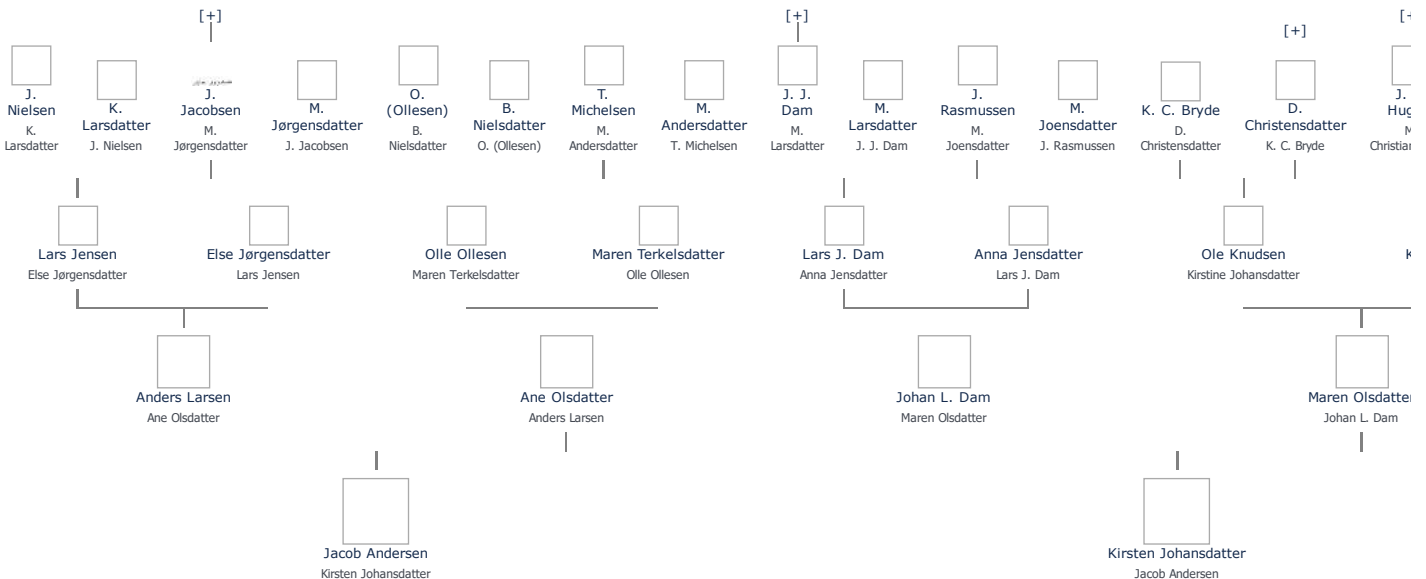 [+]
[+]
[+]
J.
Nielsen
K.
Larsdatter
K.
Larsdatter
J. Nielsen
J.
Jacobsen
M.
Jørgensdatter
M.
Jørgensdatter
J. Jacobsen
O.
(Ollesen)
B.
Nielsdatter
B.
Nielsdatter
O. (Ollesen)
T.
Michelsen
M.
Andersdatter
M.
Andersdatter
T. Michelsen
J. J.
Dam
M.
Larsdatter
M.
Larsdatter
J. J. Dam
J.
Rasmussen
M.
Joensdatter
M.
Joensdatter
J. Rasmussen
K. C. Bryde
D.
Christensdatter
D.
Christensdatter
K. C. Bryde
J.
Lars Jensen
Else Jørgensdatter
Else Jørgensdatter
Lars Jensen
Olle Ollesen
Maren Terkelsdatter
Maren Terkelsdatter
Olle Ollesen
Lars J. Dam
Anna Jensdatter
Anna Jensdatter
Lars J. Dam
Ole Knudsen
Kirstine Johansdatter
Anders Larsen
Ane Olsdatter
Ane Olsdatter
Anders Larsen
Johan L. Dam
Maren Olsdatter
Maren Olsdatter
Johan L. Dam
Jacob Andersen
Kirsten Johansdatter
Kirsten Johansdatter
Jacob Andersen